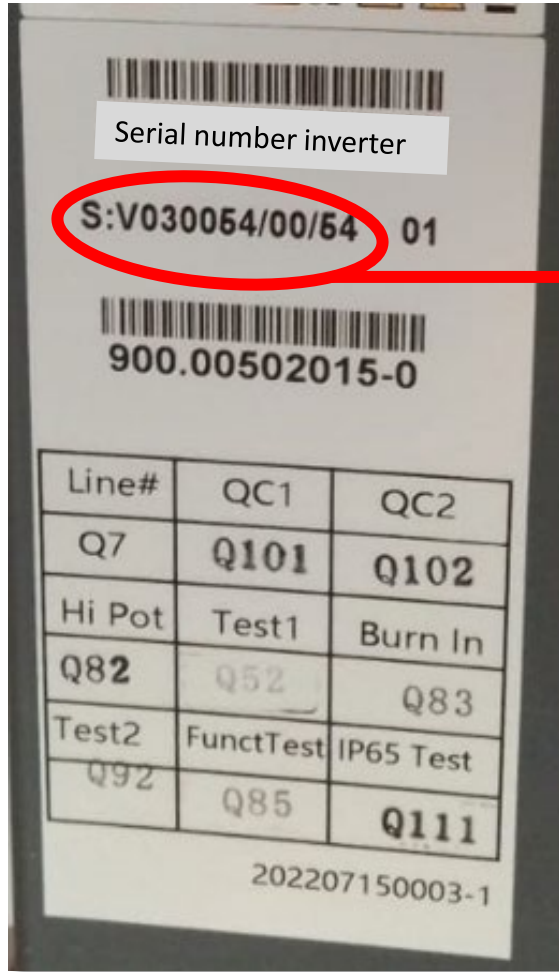 Serial number inverter
S:V030054/00/54 01
900.00502015-0
Line# QC1 QC2
Q7 Q101 Q102
Hi Pot Test1 Burn In
Q82 Q52 Q83
Test2 FunctTest IP65 Test
Q92 Q85 Q111
202207150003-1